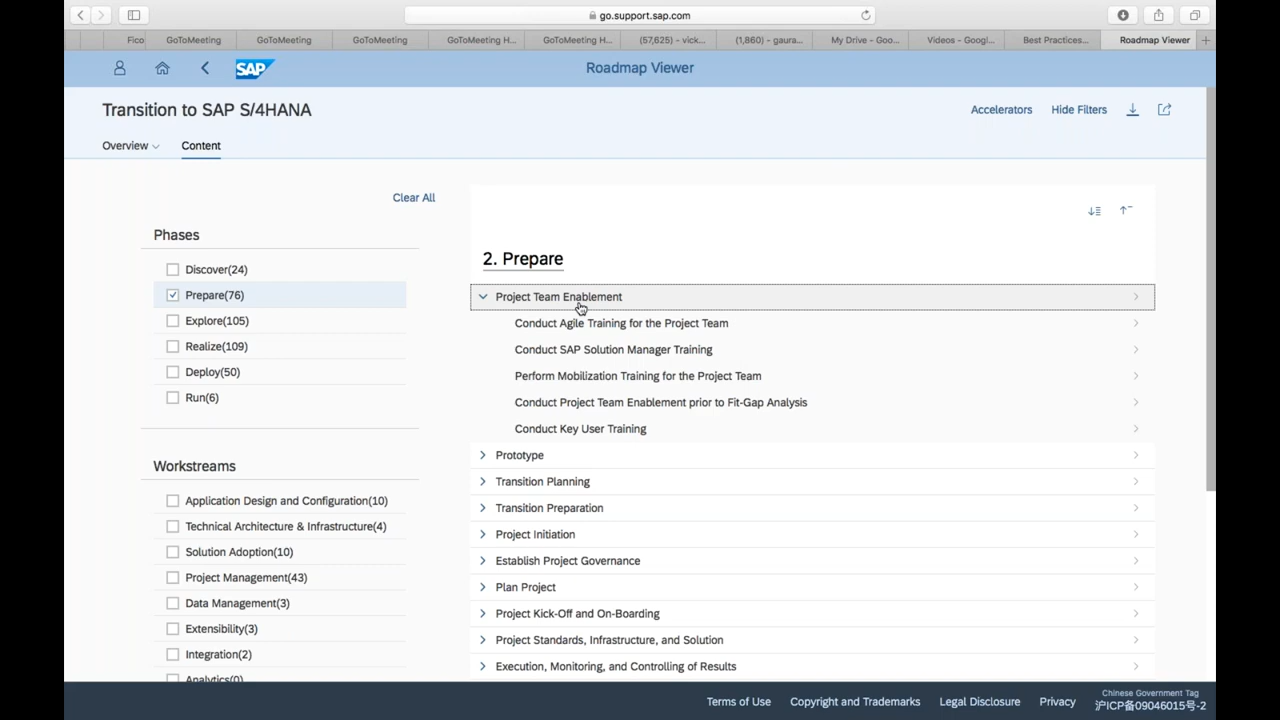 go.support.sap.com
Fico
GoToMeeting
GoToMeeting
GoToMeeting
GoToMeeting H...
GoToMeeting H...
(57,625) – vick...
(1,860) – gaura...
My Drive – Goo...
Videos – Googl...
Best Practices...
Roadmap Viewer
SAP
Roadmap Viewer
Transition to SAP S/4HANA
Accelerators
Hide Filters
Overview
Content
Clear All
Phases
Discover(24)
Prepare(76)
Explore(105)
Realize(109)
Deploy(50)
Run(6)
Workstreams
Application Design and Configuration(10)
Technical Architecture & Infrastructure(4)
Solution Adoption(10)
Project Management(43)
Data Management(3)
Extensibility(3)
Integration(2)
Analytics(0)
2. Prepare
Project Team Enablement
Conduct Agile Training for the Project Team
Conduct SAP Solution Manager Training
Perform Mobilization Training for the Project Team
Conduct Project Team Enablement prior to Fit-Gap Analysis
Conduct Key User Training
Prototype
Transition Planning
Transition Preparation
Project Initiation
Establish Project Governance
Plan Project
Project Kick-Off and On-Boarding
Project Standards, Infrastructure, and Solution
Execution, Monitoring, and Controlling of Results
Terms of Use
Copyright and Trademarks
Legal Disclosure
Privacy
Chinese Government Tag
沪ICP备09046015号-2